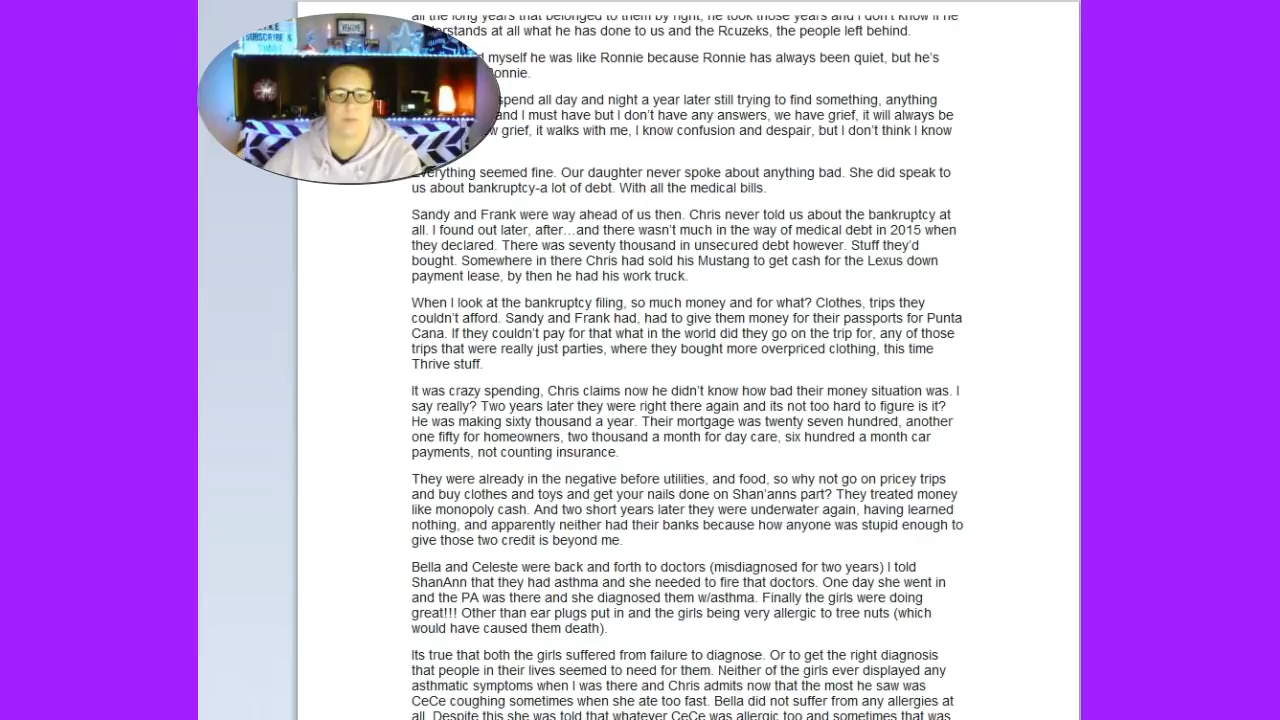 SUBSCRIBE &
all the long years that belonged to them by right, he took those years and I don't know if he
understands at all what he has done to us and the Rcuzeks, the people left behind.
myself he was like Ronnie because Ronnie has always been quiet, but he's
Ronnie.
spend all day and night a year later still trying to find something, anything
and I must have but I don't have any answers, we have grief, it will always be
grief, it walks with me, I know confusion and despair, but I don't think I know
Everything seemed fine. Our daughter never spoke about anything bad. She did speak to
us about bankruptcy-a lot of debt. With all the medical bills.
Sandy and Frank were way ahead of us then. Chris never told us about the bankruptcy at
all. I found out later, after…and there wasn't much in the way of medical debt in 2015 when
they declared. There was seventy thousand in unsecured debt however. Stuff they'd
bought. Somewhere in there Chris had sold his Mustang to get cash for the Lexus down
payment lease, by then he had his work truck.
When I look at the bankruptcy filing, so much money and for what? Clothes, trips they
couldn't afford. Sandy and Frank had, had to give them money for their passports for Punta
Cana. If they couldn't pay for that what in the world did they go on the trip for, any of those
trips that were really just parties, where they bought more overpriced clothing, this time
Thrive stuff.
It was crazy spending, Chris claims now he didn't know how bad their money situation was. I
say really? Two years later they were right there again and its not too hard to figure is it?
He was making sixty thousand a year. Their mortgage was twenty seven hundred, another
one fifty for homeowners, two thousand a month for day care, six hundred a month car
payments, not counting insurance.
They were already in the negative before utilities, and food, so why not go on pricey trips
and buy clothes and toys and get your nails done on Shan'anns part? They treated money
like monopoly cash. And two short years later they were underwater again, having learned
nothing, and apparently neither had their banks because how anyone was stupid enough to
give those two credit is beyond me.
Bella and Celeste were back and forth to doctors (misdiagnosed for two years) I told
ShanAnn that they had asthma and she needed to fire that doctors. One day she went in
and the PA was there and she diagnosed them w/asthma. Finally the girls were doing
great!!! Other than ear plugs put in and the girls being very allergic to tree nuts (which
would have caused them death).
Its true that both the girls suffered from failure to diagnose. Or to get the right diagnosis
that people in their lives seemed to need for them. Neither of the girls ever displayed any
asthmatic symptoms when I was there and Chris admits now that the most he saw was
CeCe coughing sometimes when she ate too fast. Bella did not suffer from any allergies at
all. Despite this she was told that whatever CeCe was allergic too and sometimes that was